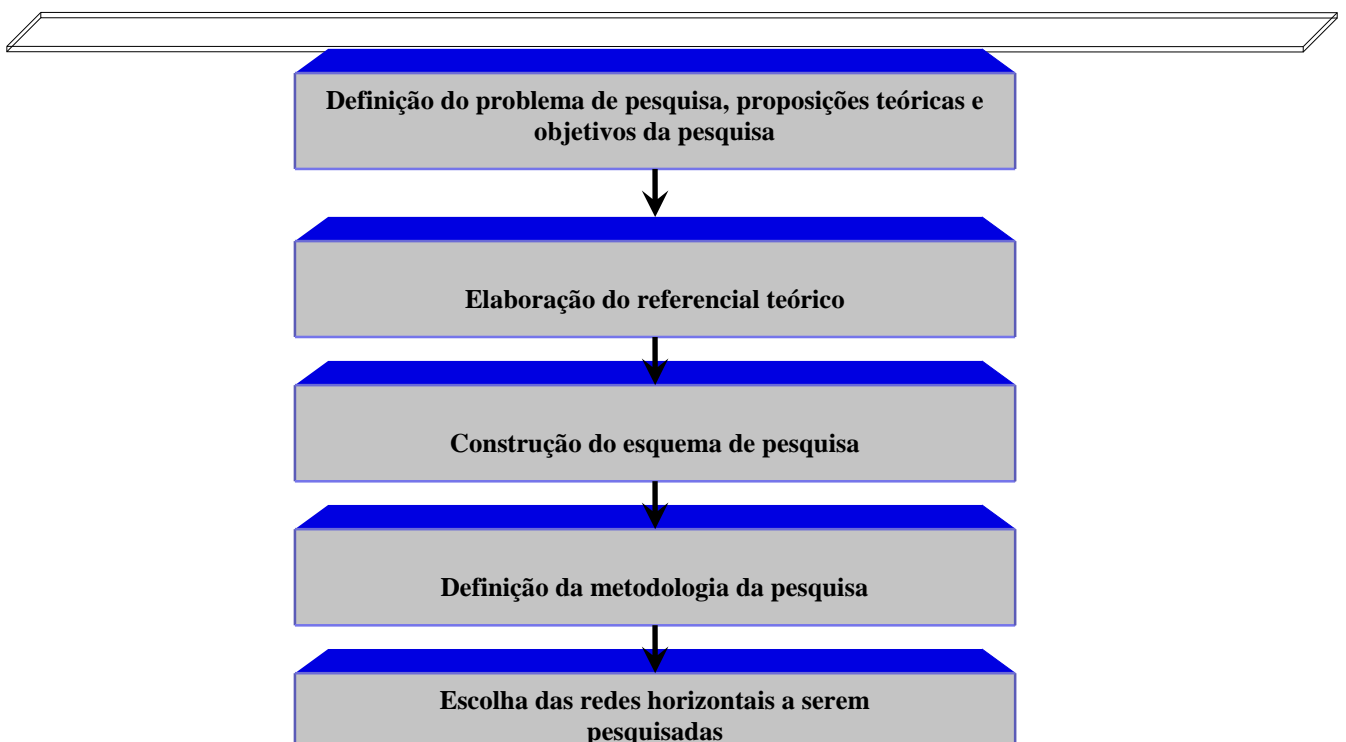 Definição do problema de pesquisa, proposições teóricas e
objetivos da pesquisa
Elaboração do referencial teórico
Construção do esquema de pesquisa
Definição da metodologia da pesquisa
Escolha das redes horizontais a serem
pesquisadas